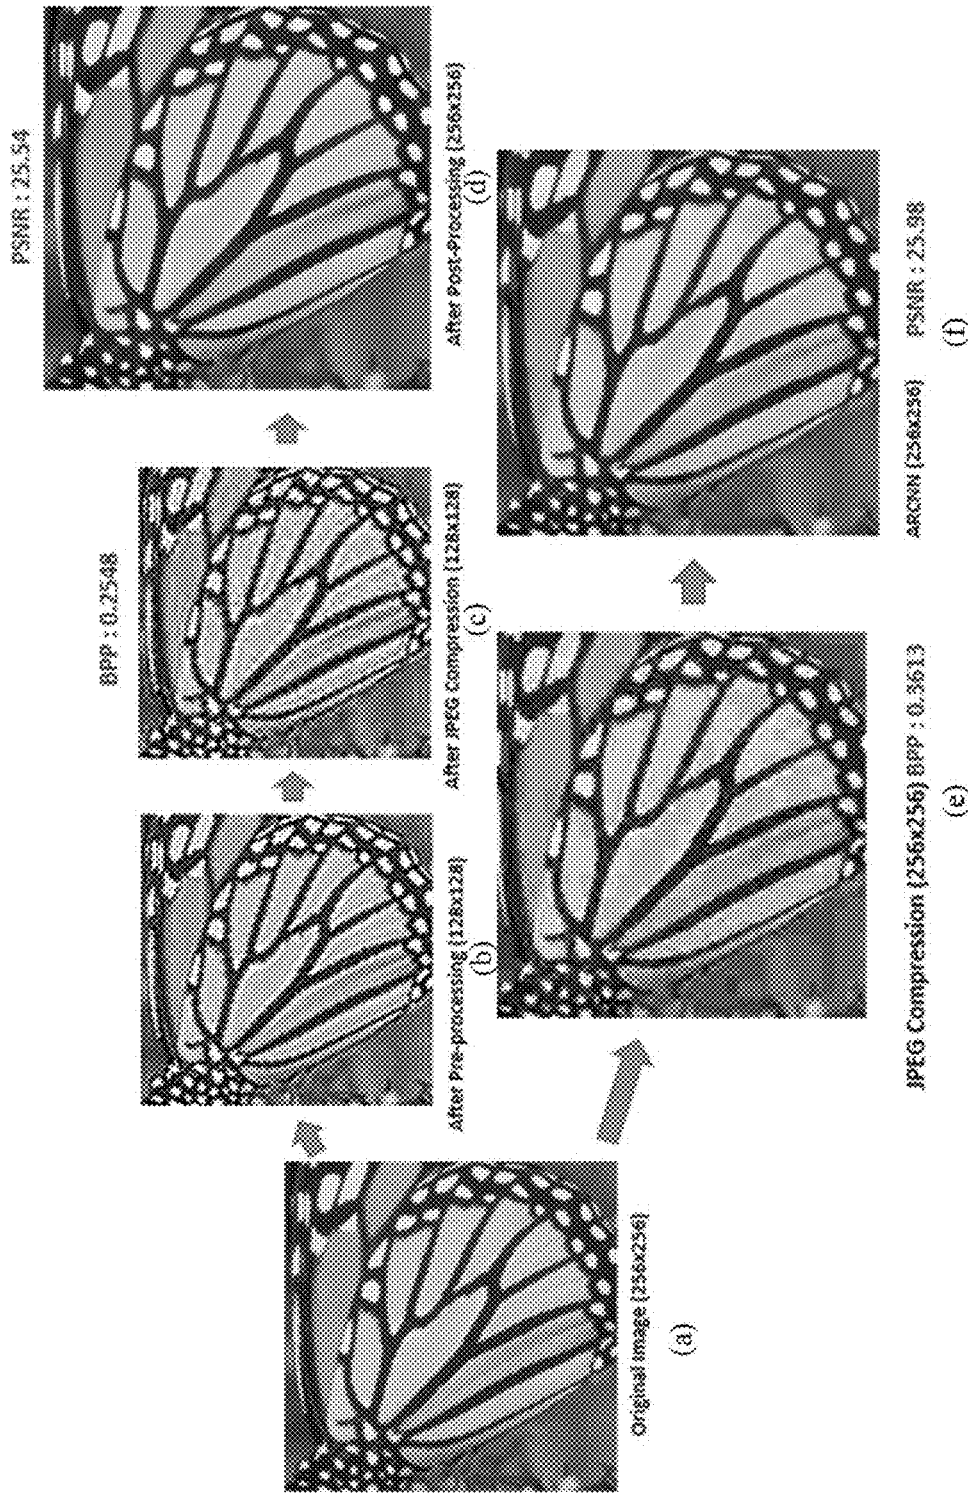 Original Image (256x256)
(a)
After Pre-processing (128x128)
(b)
BPP : 0.2548
After JPEG Compression (128x128)
(c)
PSNR : 25.54
After Post-Processing (256x256)
(d)
JPEG Compression (256x256) BPP : 0.3613
(e)
ARCNN (256x256)
PSNR : 25.98
(f)